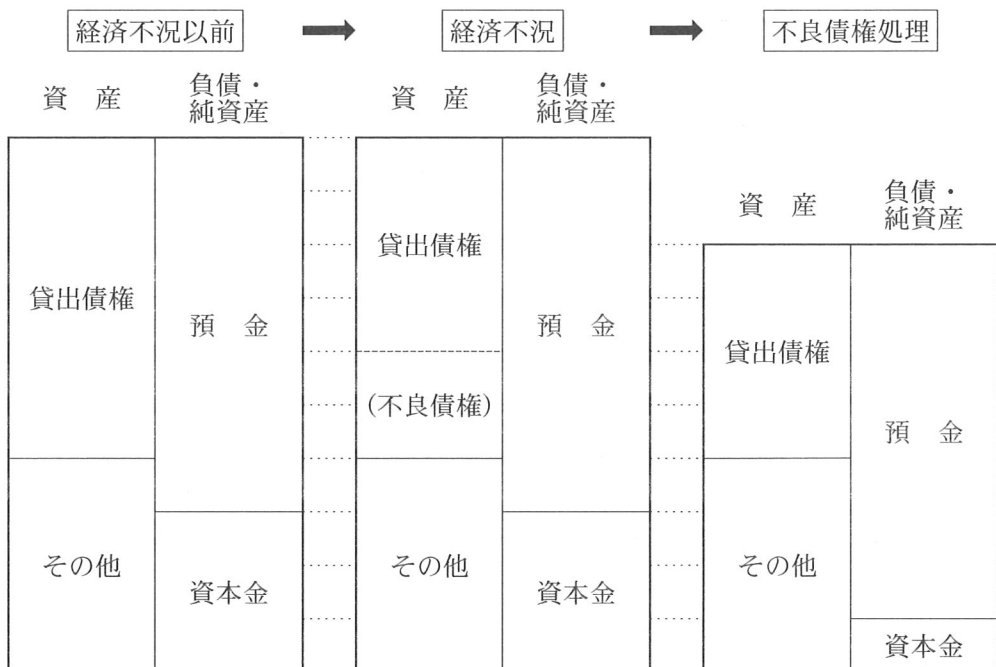 経済不況以前
経済不況
不良債権処理
資 産
負債・
純資産
貸出債権
その他
預 金
資本金
資 産
負債・
純資産
貸出債権
(不良債権)
その他
預 金
資本金
資 産
負債・
純資産
貸出債権
その他
預 金
資本金